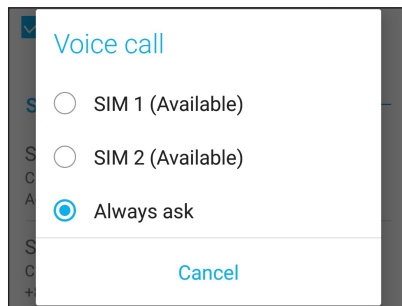 Voice call
SIM 1 (Available)
SIM 2 (Available)
Always ask
Cancel